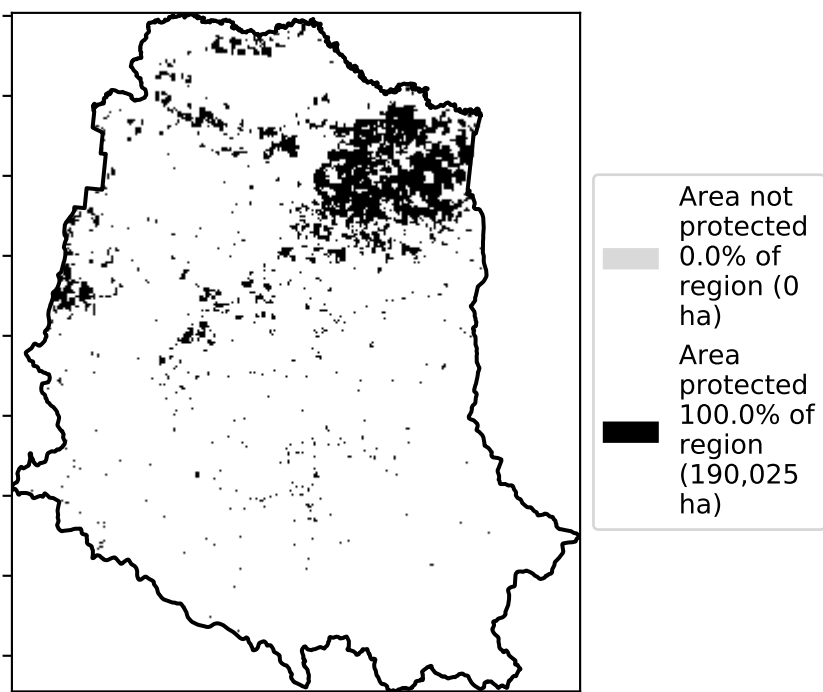 Area not
protected
0.0% of
region (0
ha)
Area
protected
100.0% of
region
(190,025
ha)